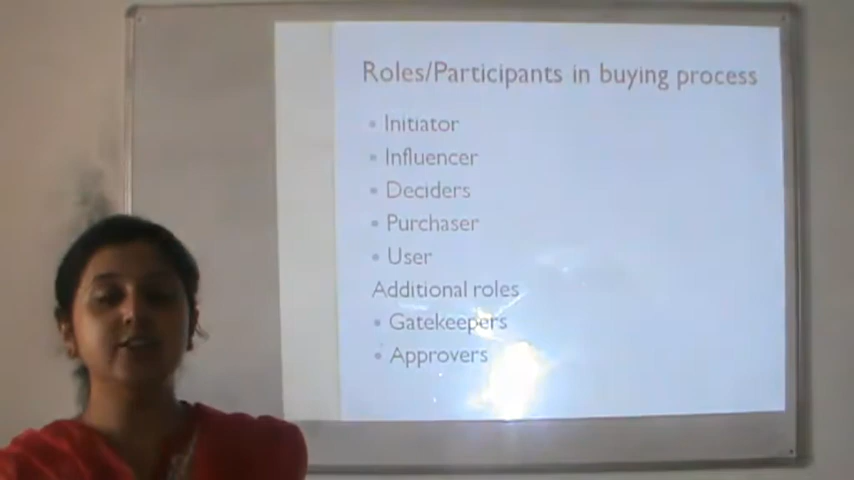 Roles/Participants in buying process
• Initiator
• Influencer
• Deciders
• Purchaser
• User
Additional roles
• Gatekeepers
• Approvers